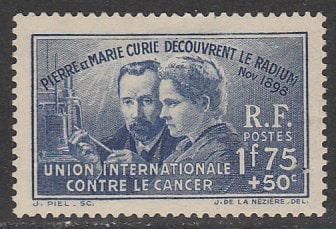 PIERRE ET MARIE CURIE DÉCOUVRENT LE RADIUM
NOV 1898
R.F.
POSTES
1f75
+50c
UNION INTERNATIONALE
CONTRE LE CANCER
J. PIEL _ SC.
J. DE LA NEZIÈRE _ DEL.